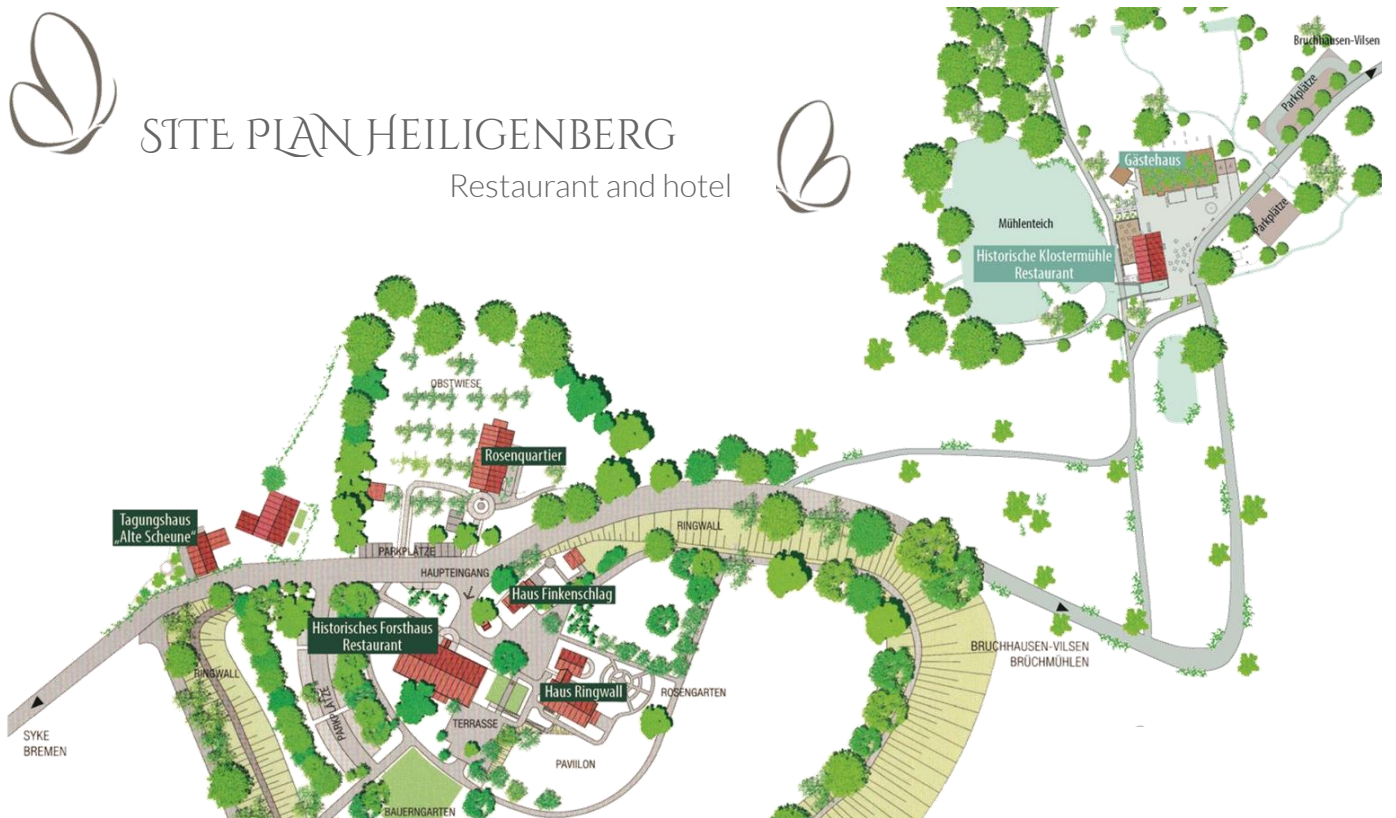 SITE PLAN HEILIGENBERG
Restaurant and hotel
Bruchhausen-Vilsen
Parkplätze
Gästehaus
Parkplätze
Mühlenteich
Historische Klostermühle
Restaurant
OBSTWIESE
Rosenquartier
Tagungshaus
„Alte Scheune“
RINGWALL
PARKPLÄTZE
HAUPTEINGANG
Haus Finkenschlag
Historisches Forsthaus
Restaurant
BRUCHHAUSEN-VILSEN
BRÜCHMÜHLEN
RINGWALL
Haus Ringwall
ROSENGARTEN
PARKPLÄTZE
TERRASSE
SYKE
BREMEN
PAVIILON
BAUERNGARTEN